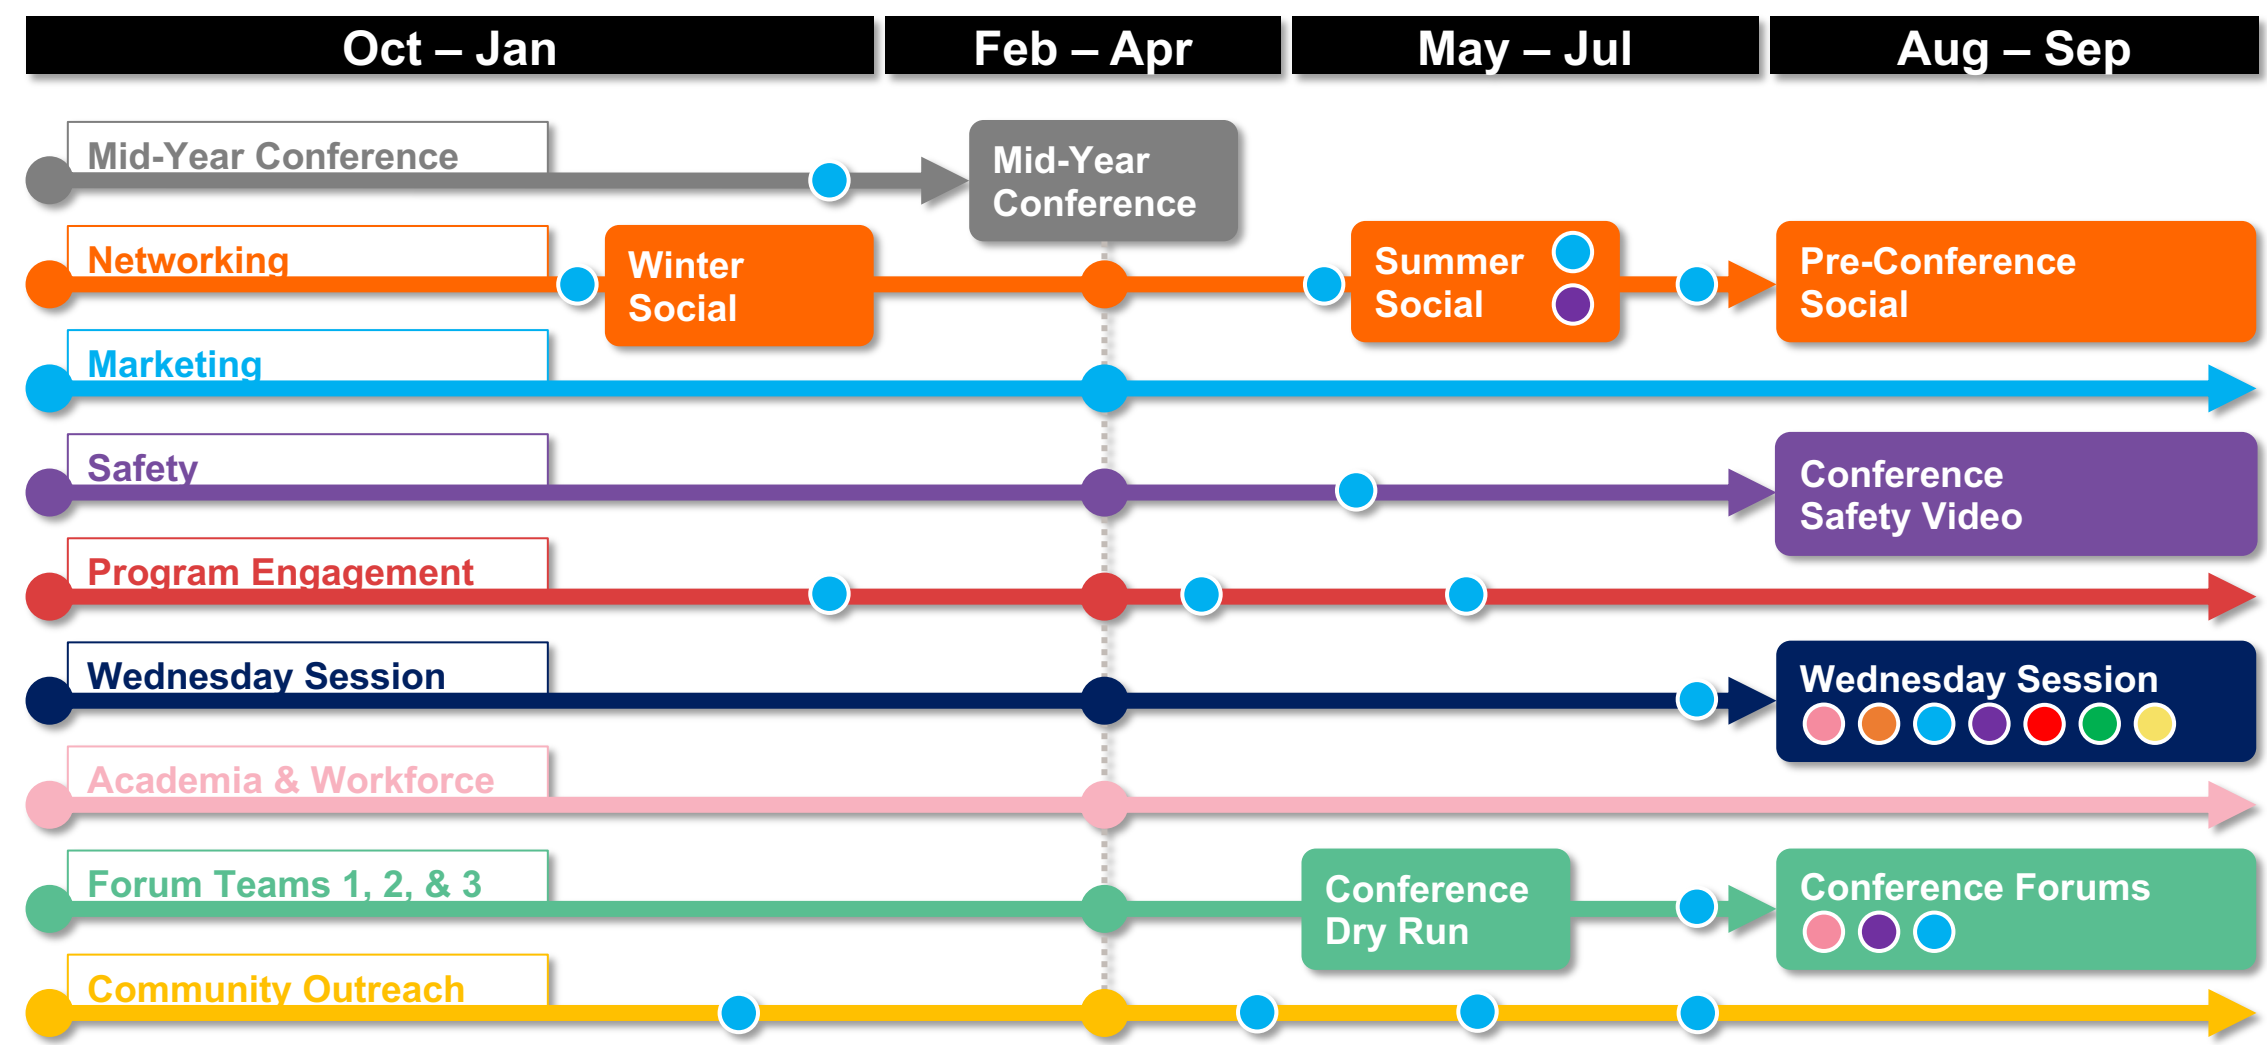 Oct – Jan
Feb – Apr
May – Jul
Aug – Sep
Mid-Year Conference
Mid-Year
Conference
Networking
Winter
Social
Summer
Social
Pre-Conference
Social
Marketing
Safety
Conference
Safety Video
Program Engagement
Wednesday Session
Wednesday Session
Academia & Workforce
Forum Teams 1, 2, & 3
Conference
Dry Run
Conference Forums
Community Outreach